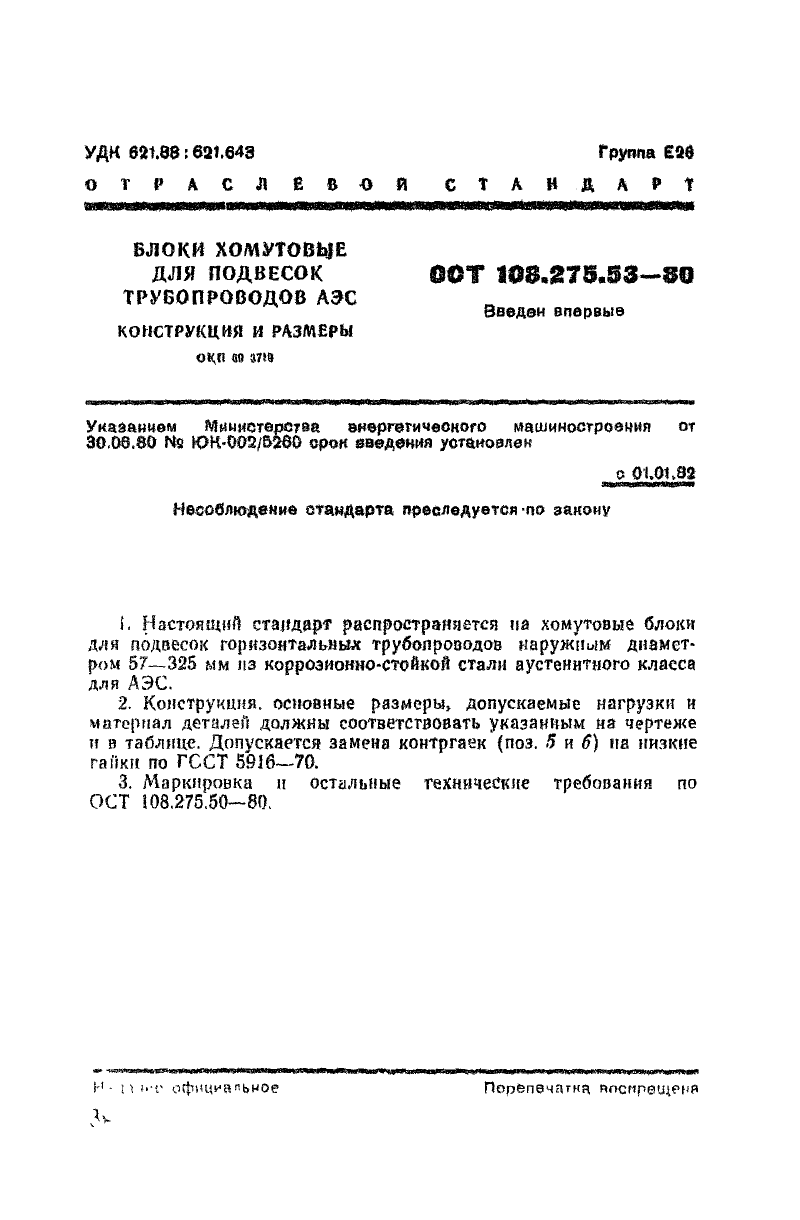 УДК 621.88 : 621.643 Группа Е26
ОТРАСЛЕВОЙ СТАНДАРТ
БЛОКИ ХОМУТОВЫЕ
ДЛЯ ПОДВЕСОК
ТРУБОПРОВОДОВ АЭС
КОНСТРУКЦИЯ И РАЗМЕРЫ
ОКП
ОСТ 108.275.53—80
Введен впервые
Указанием Министерства энергетического машиностроения от
30.06.80 № ЮК-002/5260 срок введения установлен
с 01.01.82
Несоблюдение стандарта преследуется по закону
1. Настоящий стандарт распространяется на хомутовые блоки
для подвесок горизонтальных трубопроводов наружным диамет-
ром 57—325 мм из коррозионно-стойкой стали аустенитного класса
для АЭС.
2. Конструкция, основные размеры, допускаемые нагрузки и
материал деталей должны соответствовать указанным на чертеже
и в таблице. Допускается замена контргаек (поз. 5 и 6) на низкие
гайки по ГОСТ 5916—70.
3. Маркировка и остальные технические требования по
ОСТ 108.275.50—80.
официальное Перепечатка воспрещена